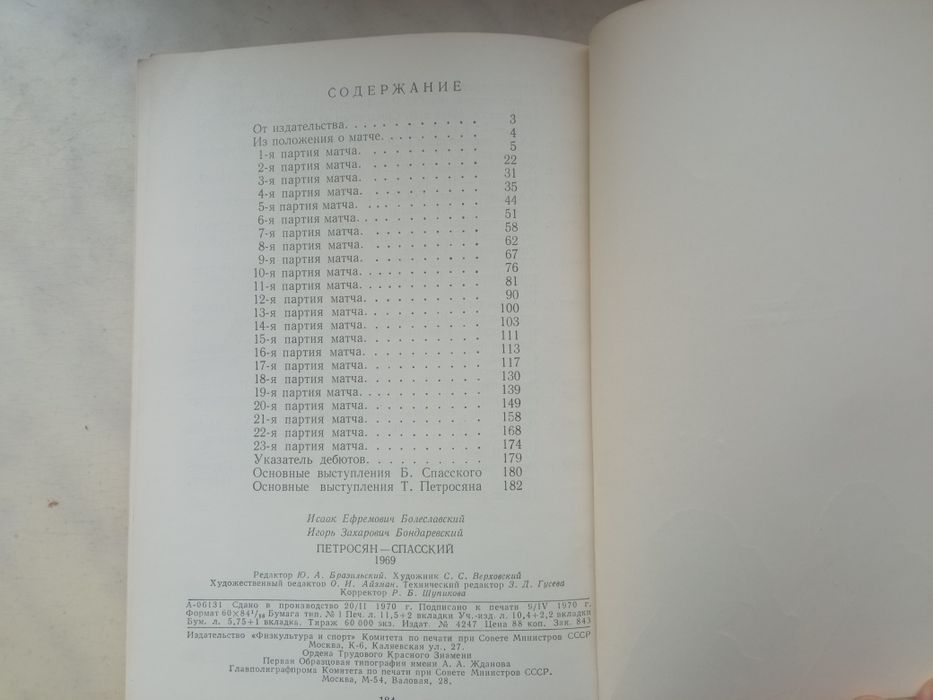 СОДЕРЖАНИЕ
От издательства. . . . . . . . . . . . 3
Из положения о матче. . . . . . . . . 4
1-я партия матча. . . . . . . . . . 5
2-я партия матча. . . . . . . . . . 22
3-я партия матча. . . . . . . . . . 31
4-я партия матча. . . . . . . . . . 35
5-я партия матча. . . . . . . . . . 44
6-я партия матча. . . . . . . . . . 51
7-я партия матча. . . . . . . . . . 58
8-я партия матча. . . . . . . . . . 62
9-я партия матча. . . . . . . . . . 67
10-я партия матча. . . . . . . . . . 76
11-я партия матча. . . . . . . . . . 81
12-я партия матча. . . . . . . . . . 90
13-я партия матча. . . . . . . . . . 100
14-я партия матча. . . . . . . . . . 103
15-я партия матча. . . . . . . . . . 111
16-я партия матча. . . . . . . . . . 113
17-я партия матча. . . . . . . . . . 117
18-я партия матча. . . . . . . . . . 130
19-я партия матча. . . . . . . . . . 139
20-я партия матча. . . . . . . . . . 149
21-я партия матча. . . . . . . . . . 158
22-я партия матча. . . . . . . . . . 168
23-я партия матча. . . . . . . . . . 174
Указатель дебютов. . . . . . . . . . 179
Основные выступления Б. Спасского 180
Основные выступления Т. Петросяна 182
Исаак Ефремович Болеславский
Игорь Захарович Бондаревский
ПЕТРОСЯН—СПАССКИЙ
1969
Редактор Ю. А. Бразильский. Художник С. С. Верховский
Художественный редактор О. И. Айзман. Технический редактор З. Д. Гусева
Корректор Р. Б. Шупикова
А-06131 Сдано в производство 20/II 1970 г. Подписано к печати 9/IV 1970 г.
Формат 60×84¹/₁₆ Бумага тип. № 1 Печ. л. 11,5+2 вкладки Уч.-изд. л. 10,4+2,2 вкладки
Бум. л. 5,75+1 вкладка. Тираж 60 000 экз. Издат. № 4247 Цена 88 коп. Зак. 843
Издательство «Физкультура и спорт» Комитета по печати при Совете Министров СССР
Москва, К-6, Каляевская ул., 27.
Ордена Трудового Красного Знамени
Первая Образцовая типография имени А. А. Жданова
Главполиграфпрома Комитета по печати при Совете Министров СССР.
Москва, М-54, Валовая, 28.
184